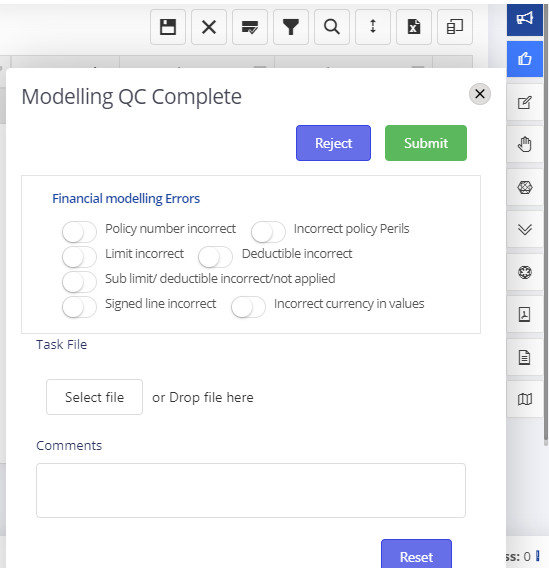 Modelling QC Complete
Reject Submit
Financial modelling Errors
Policy number incorrect Incorrect policy Perils
Limit incorrect Deductible incorrect
Sub limit/ deductible incorrect/not applied
Signed line incorrect Incorrect currency in values
Task File
Select file or Drop file here
Comments
Reset
ss: 0